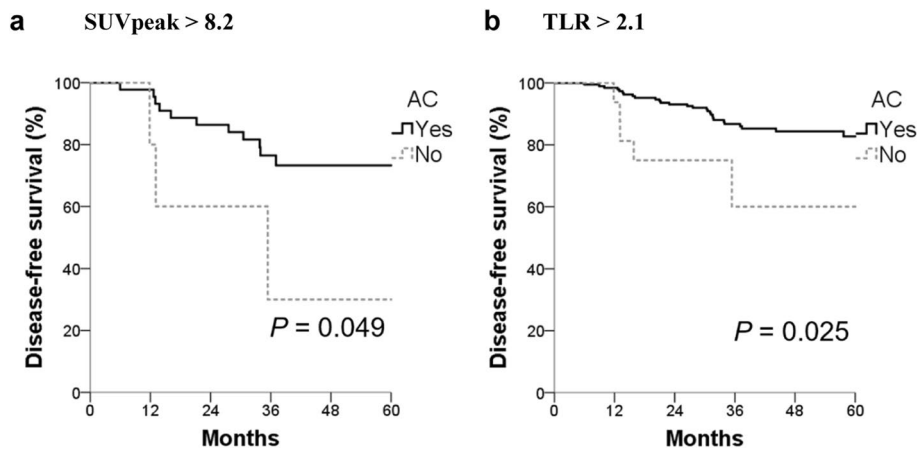 a SUVpeak > 8.2
Disease-free survival (%)
100
80
60
40
20
0
AC
Yes
No
P = 0.049
0 12 24 36 48 60
Months
b TLR > 2.1
Disease-free survival (%)
100
80
60
40
20
0
AC
Yes
No
P = 0.025
0 12 24 36 48 60
Months